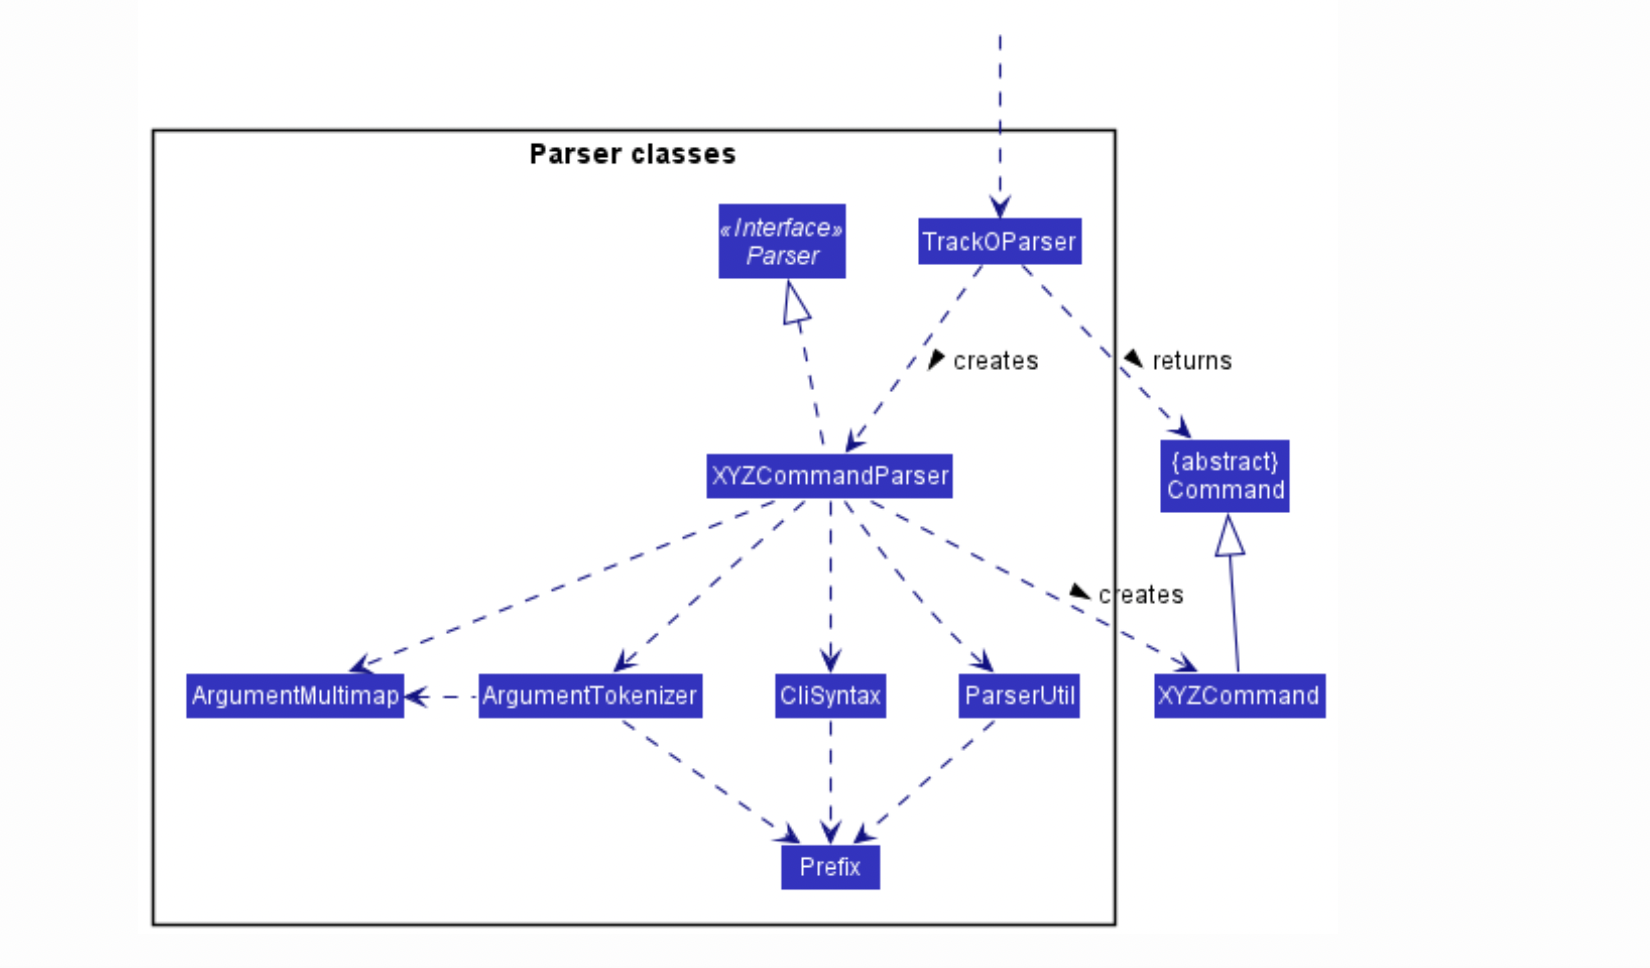 Parser classes
«Interface»
Parser
TrackOParser
creates
returns
{abstract}
Command
XYZCommandParser
creates
ArgumentMultimap
ArgumentTokenizer
CliSyntax
ParserUtil
XYZCommand
Prefix